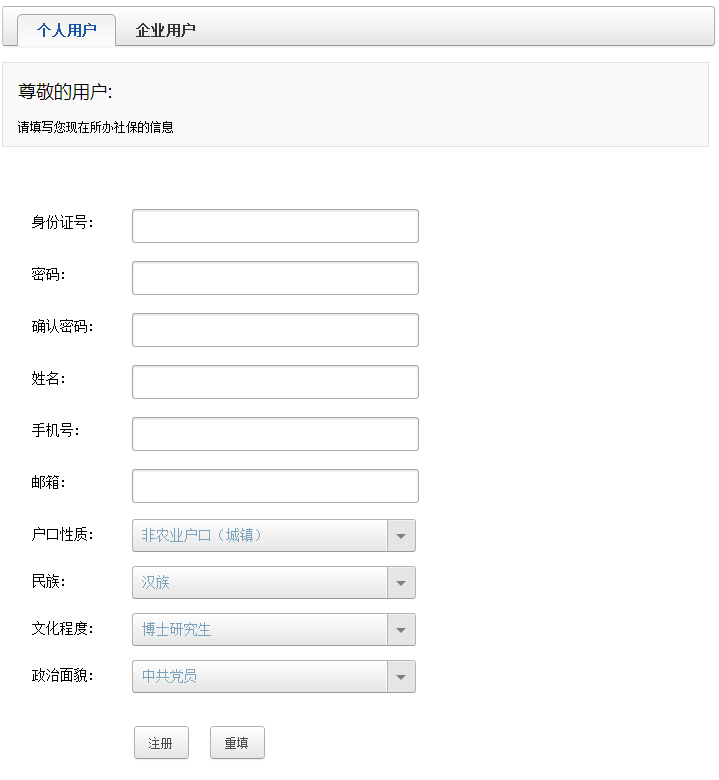 个人用户 企业用户
尊敬的用户:
请填写您现在所办社保的信息
身份证号：
密码：
确认密码：
姓名：
手机号：
邮箱：
户口性质： 非农业户口（城镇）
民族： 汉族
文化程度： 博士研究生
政治面貌： 中共党员
注册 重填